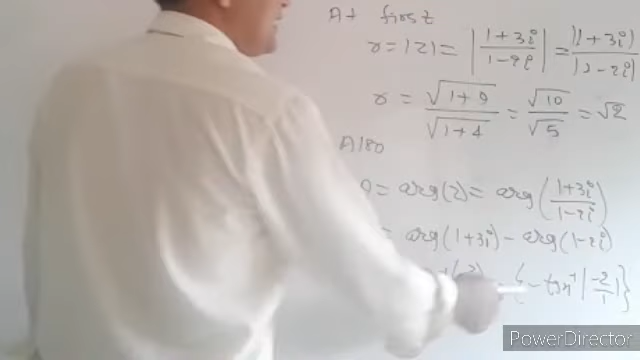 At first
r = |z| = |1+3i/1-2i| = |1+3i|/|1-2i|
r = √1+9/√1+4 = √10/√5 = √2
Also
= arg(z) = arg(1+3i/1-2i)
= arg(1+3i) - arg(1-2i)
{- tan⁻¹|-2/1|}
PowerDirector